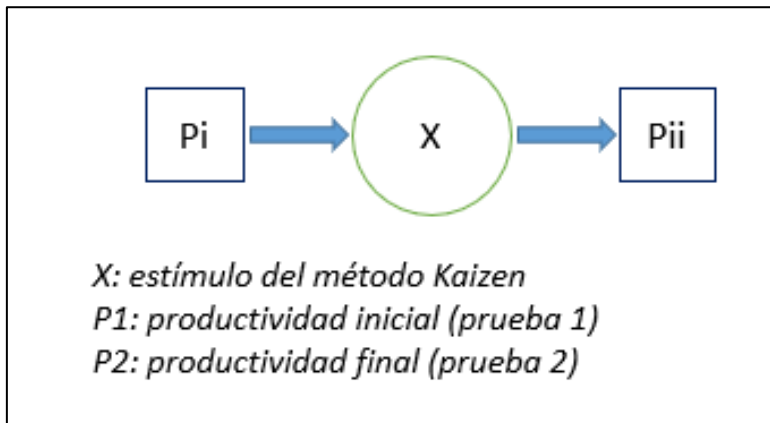 Pi
X
Pii
X: estímulo del método Kaizen
P1: productividad inicial (prueba 1)
P2: productividad final (prueba 2)